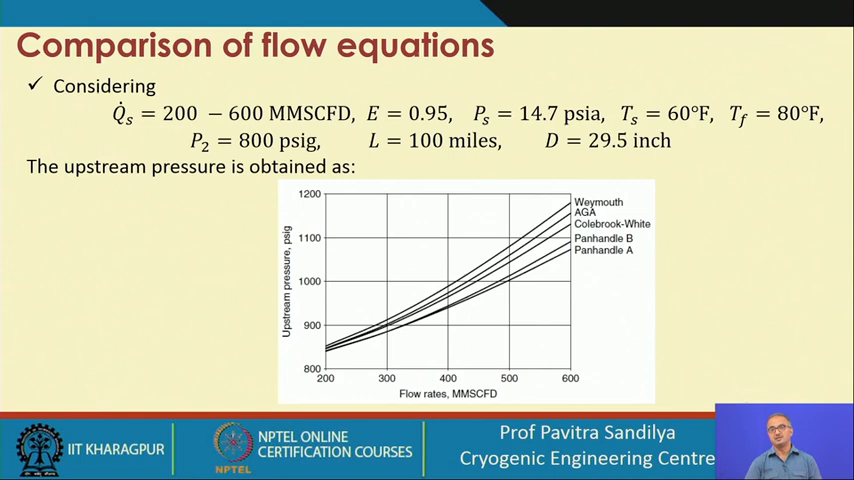 Comparison of flow equations
✓ Considering
Q̇ₛ = 200 − 600 MMSCFD, E = 0.95, Pₛ = 14.7 psia, Tₛ = 60°F, T_f = 80°F,
P₂ = 800 psig, L = 100 miles, D = 29.5 inch
The upstream pressure is obtained as:
1200
1100
1000
900
800
Upstream pressure, psig
Weymouth
AGA
Colebrook-White
Panhandle B
Panhandle A
200 300 400 500 600
Flow rates, MMSCFD
IIT KHARAGPUR
NPTEL
NPTEL ONLINE
CERTIFICATION COURSES
Prof Pavitra Sandilya
Cryogenic Engineering Centre